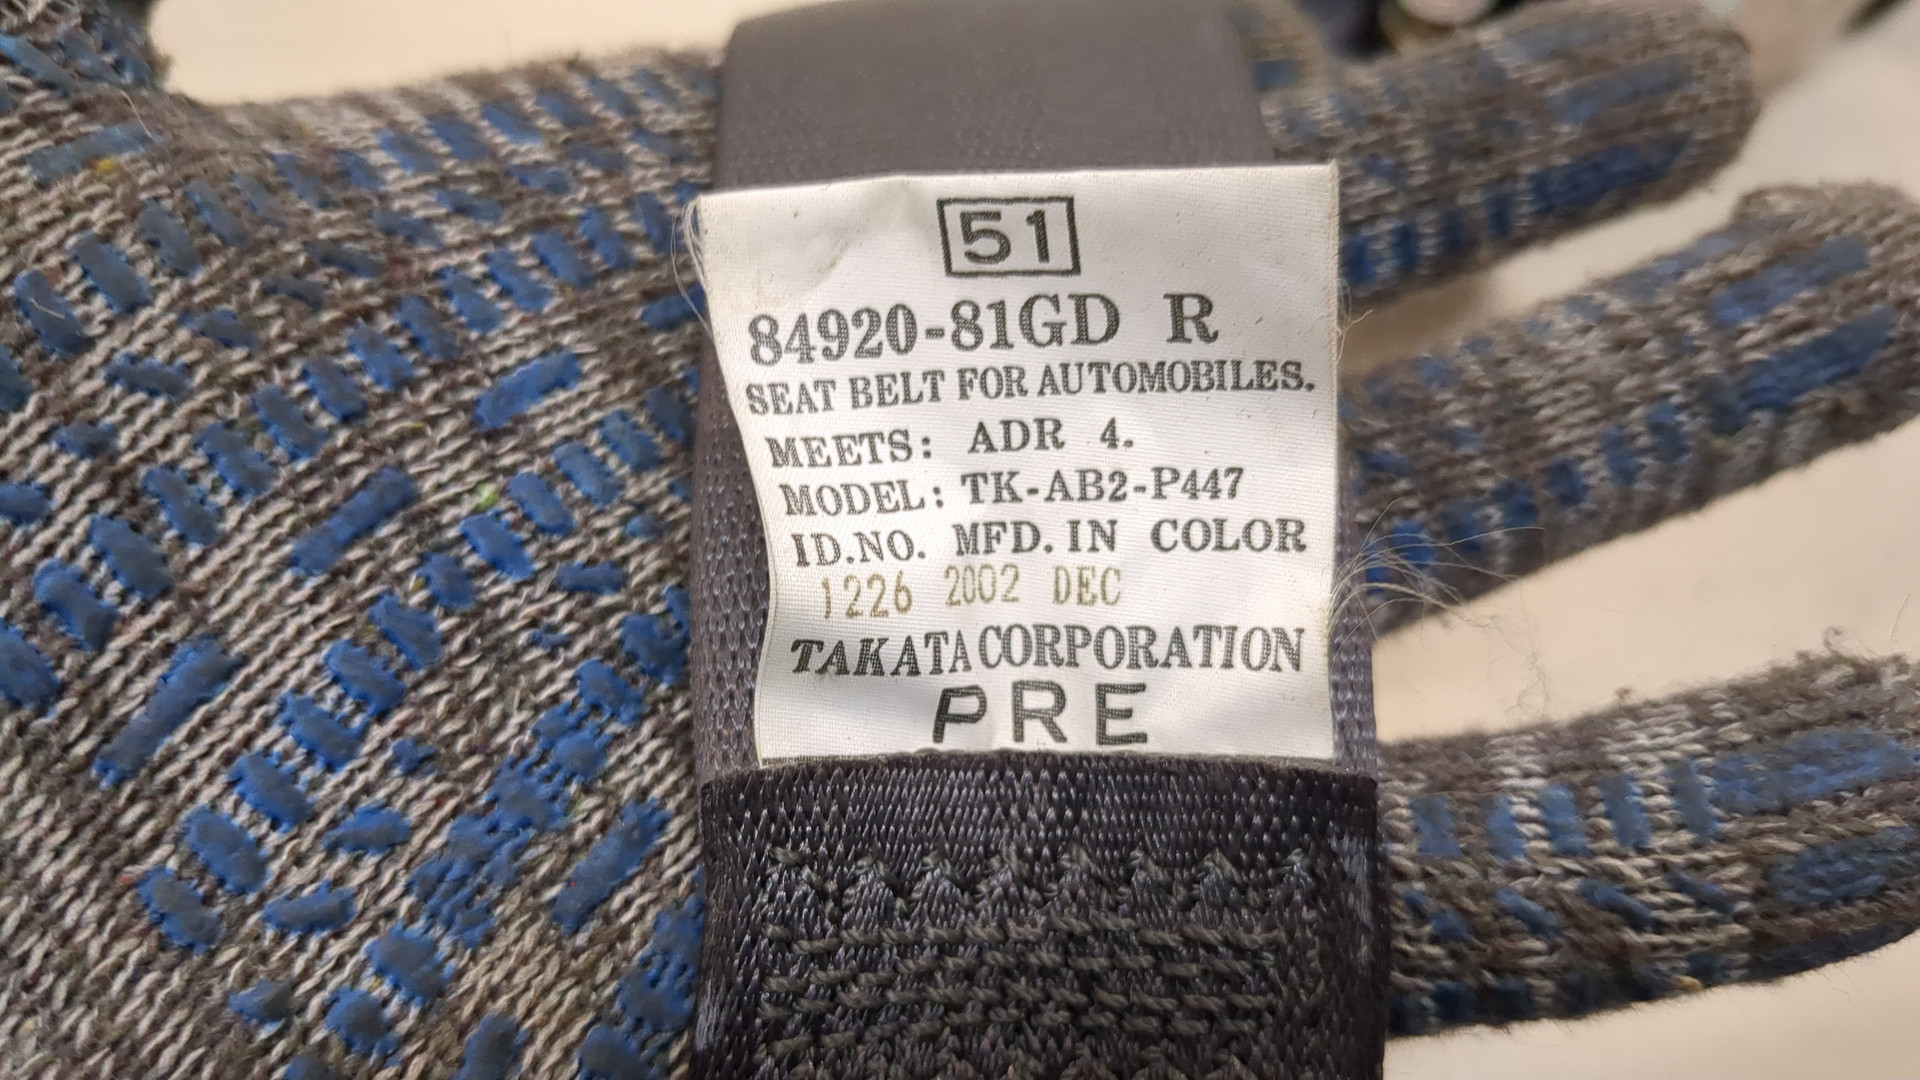 51
84920-81GD R
SEAT BELT FOR AUTOMOBILES.
MEETS: ADR 4.
MODEL: TK-AB2-P447
ID.NO. MFD. IN COLOR
1226 2002 DEC
TAKATA CORPORATION
PRE